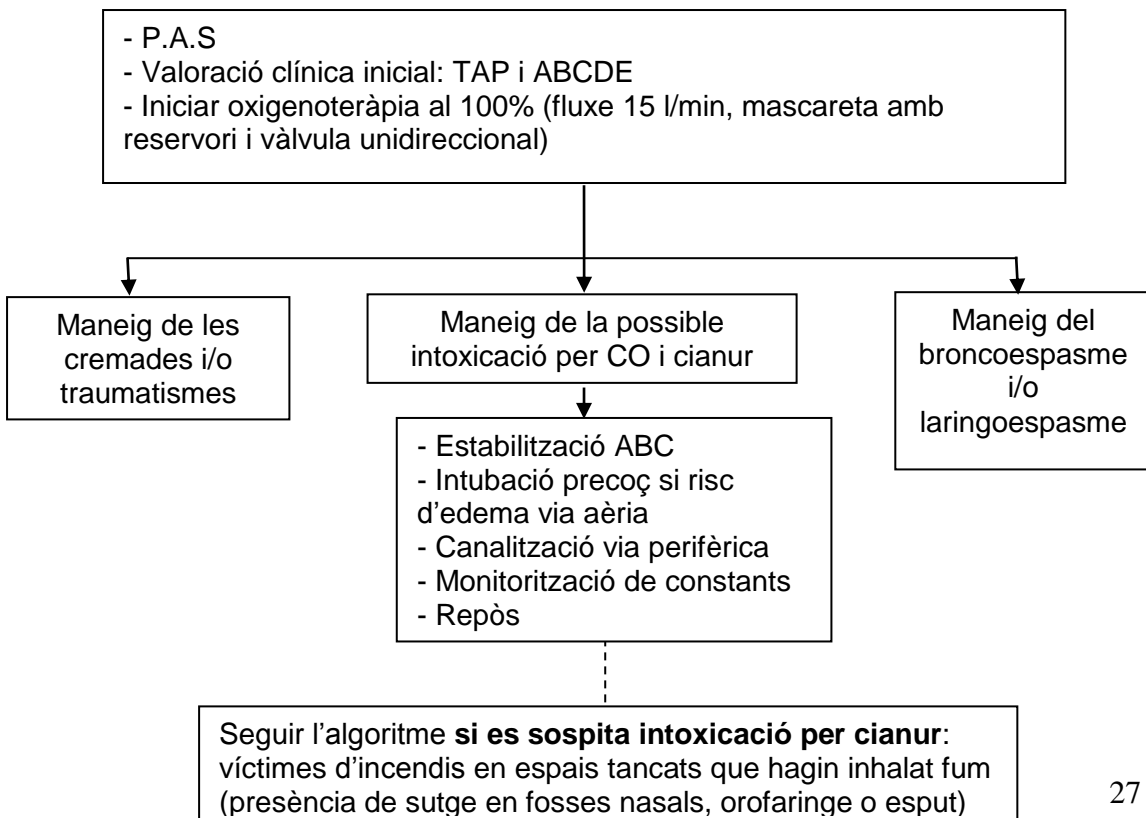 - P.A.S
- Valoració clínica inicial: TAP i ABCDE
- Iniciar oxigenoteràpia al 100% (fluxe 15 l/min, mascareta amb
reservori i vàlvula unidireccional)
Maneig de les
cremades i/o
traumatismes
Maneig de la possible
intoxicació per CO i cianur
Maneig del
broncoespasme
i/o
laringoespasme
- Estabilització ABC
- Intubació precoç si risc
d’edema via aèria
- Canalització via perifèrica
- Monitorització de constants
- Repòs
Seguir l’algoritme si es sospita intoxicació per cianur:
víctimes d’incendis en espais tancats que hagin inhalat fum
(presència de sutge en fosses nasals, orofaringe o esput)
27